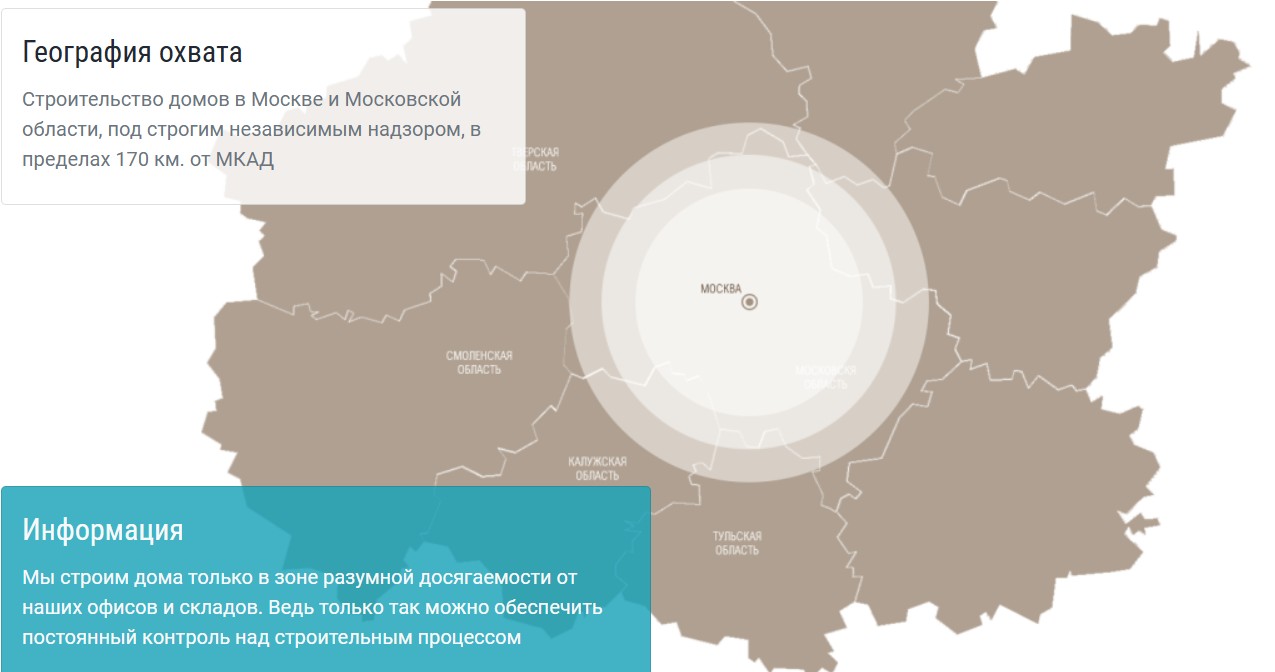 География охвата
Строительство домов в Москве и Московской
области, под строгим независимым надзором, в
пределах 170 км. от МКАД
ТВЕРСКАЯ
ОБЛАСТЬ
МОСКВА
СМОЛЕНСКАЯ
ОБЛАСТЬ
МОСКОВСКАЯ
ОБЛАСТЬ
КАЛУЖСКАЯ
ОБЛАСТЬ
ТУЛЬСКАЯ
ОБЛАСТЬ
Информация
Мы строим дома только в зоне разумной досягаемости от
наших офисов и складов. Ведь только так можно обеспечить
постоянный контроль над строительным процессом